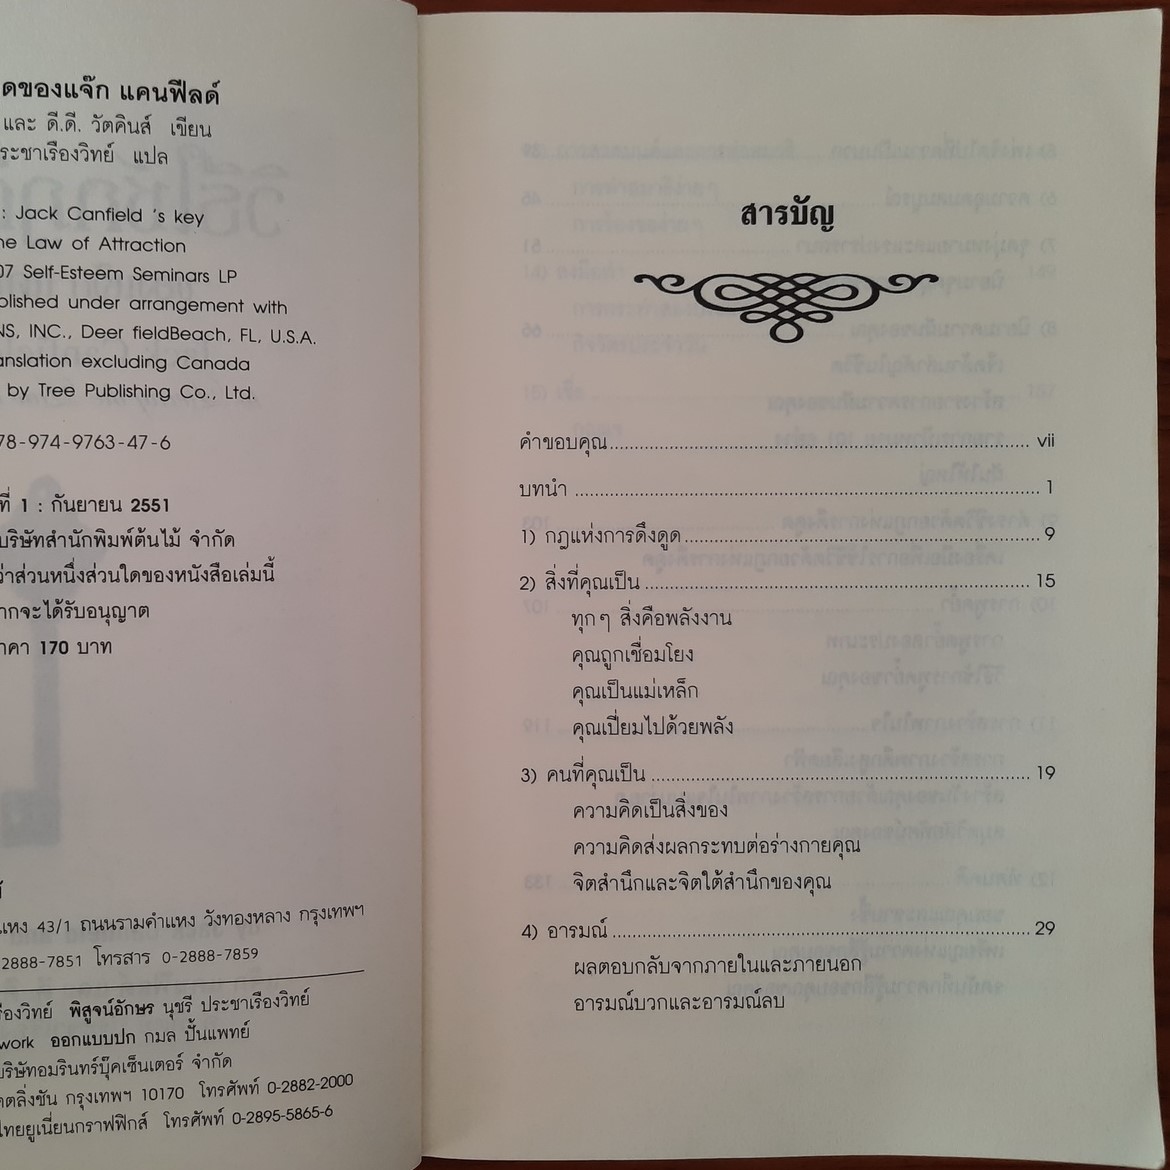 ดของแจ๊ก แคนฟีลด์
และ ดี.ดี. วัตคินส์ เขียน
ระชาเรืองวิทย์ แปล
: Jack Canfield 's key
he Law of Attraction
07 Self-Esteem Seminars LP
blished under arrangement with
NS, INC., Deer fieldBeach, FL, U.S.A.
anslation excluding Canada
by Tree Publishing Co., Ltd.
78-974-9763-47-6
ที่ 1 : กันยายน 2551
บริษัทสำนักพิมพ์ต้นไม้ จำกัด
ว่าส่วนหนึ่งส่วนใดของหนังสือเล่มนี้
ากจะได้รับอนุญาต
าคา 170 บาท
แหง 43/1 ถนนรามคำแหง วังทองหลาง กรุงเทพฯ
-2888-7851 โทรสาร 0-2888-7859
รืองวิทย์ พิสูจน์อักษร นุชรี ประชาเรืองวิทย์
work ออกแบบปก กมล ปั้นแพทย์
บริษัทอมรินทร์บุ๊คเซ็นเตอร์ จำกัด
ตลิ่งชัน กรุงเทพฯ 10170 โทรศัพท์ 0-2882-2000
ไทยยูเนี่ยนกราฟฟิกส์ โทรศัพท์ 0-2895-5865-6
สารบัญ
คำขอบคุณ.......... vii
บทนำ .......... 1
1) กฎแห่งการดึงดูด .......... 9
2) สิ่งที่คุณเป็น .......... 15
ทุกๆ สิ่งคือพลังงาน
คุณถูกเชื่อมโยง
คุณเป็นแม่เหล็ก
คุณเปี่ยมไปด้วยพลัง
3) คนที่คุณเป็น .......... 19
ความคิดเป็นสิ่งของ
ความคิดส่งผลกระทบต่อร่างกายคุณ
จิตสำนึกและจิตใต้สำนึกของคุณ
4) อารมณ์ .......... 29
ผลตอบกลับจากภายในและภายนอก
อารมณ์บวกและอารมณ์ลบ